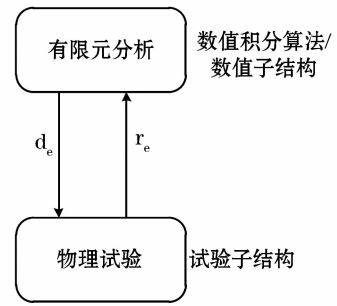 有限元分析
数值积分算法/
数值子结构
de
re
物理试验
试验子结构